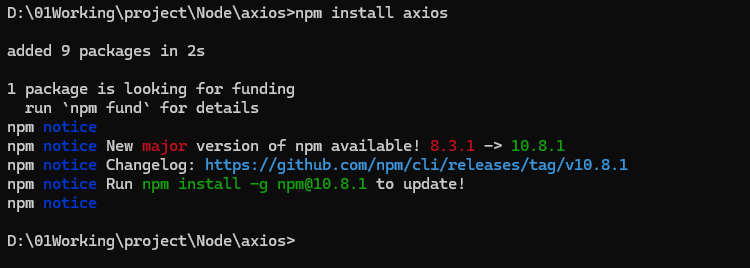 D:\01Working\project\Node\axios>npm install axios
added 9 packages in 2s
1 package is looking for funding
  run `npm fund` for details
npm notice
npm notice New major version of npm available! 8.3.1 -> 10.8.1
npm notice Changelog: https://github.com/npm/cli/releases/tag/v10.8.1
npm notice Run npm install -g npm@10.8.1 to update!
npm notice
D:\01Working\project\Node\axios>